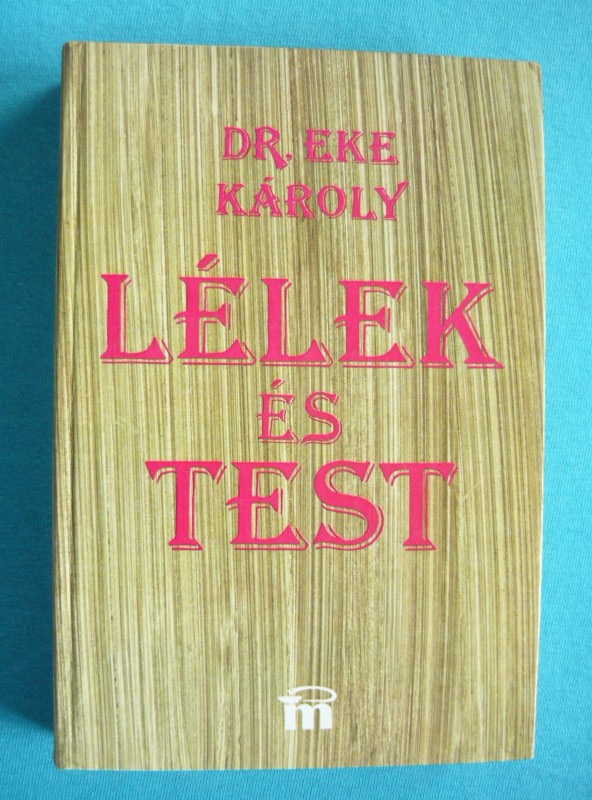 DR. EKE
KÁROLY
LÉLEK
ÉS
TEST
m